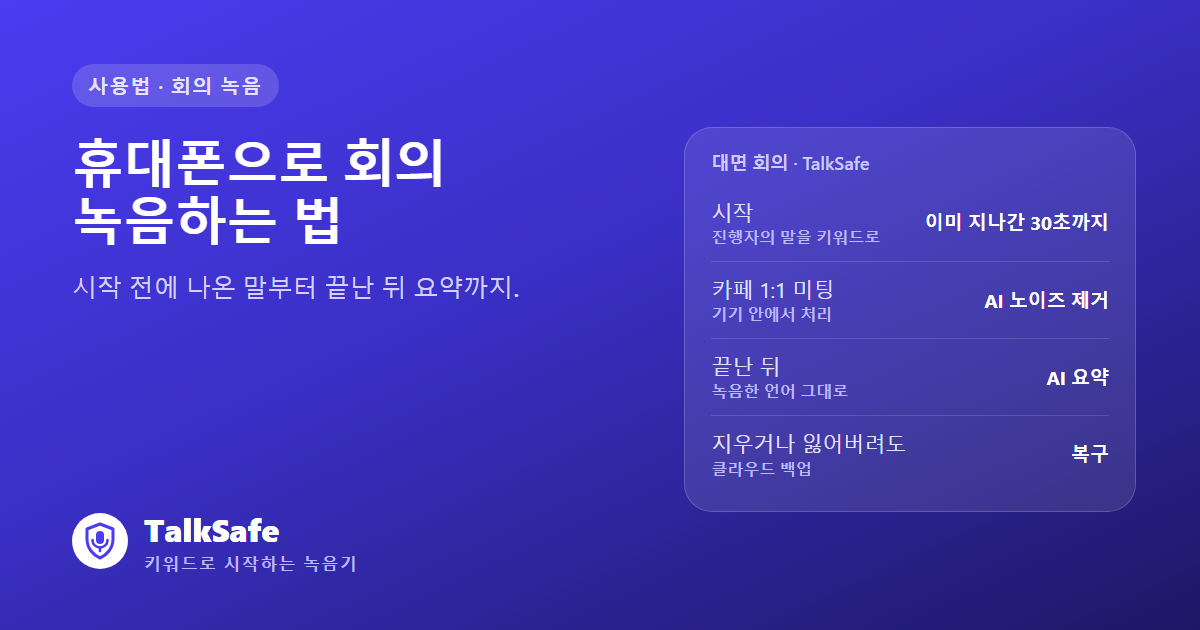 사용법 · 회의 녹음
휴대폰으로 회의
녹음하는 법
시작 전에 나온 말부터 끝난 뒤 요약까지.
대면 회의 · TalkSafe
시작
진행자의 말을 키워드로
이미 지나간 30초까지
카페 1:1 미팅
기기 안에서 처리
AI 노이즈 제거
끝난 뒤
녹음한 언어 그대로
AI 요약
지우거나 잃어버려도
클라우드 백업
복구
TalkSafe
키워드로 시작하는 녹음기